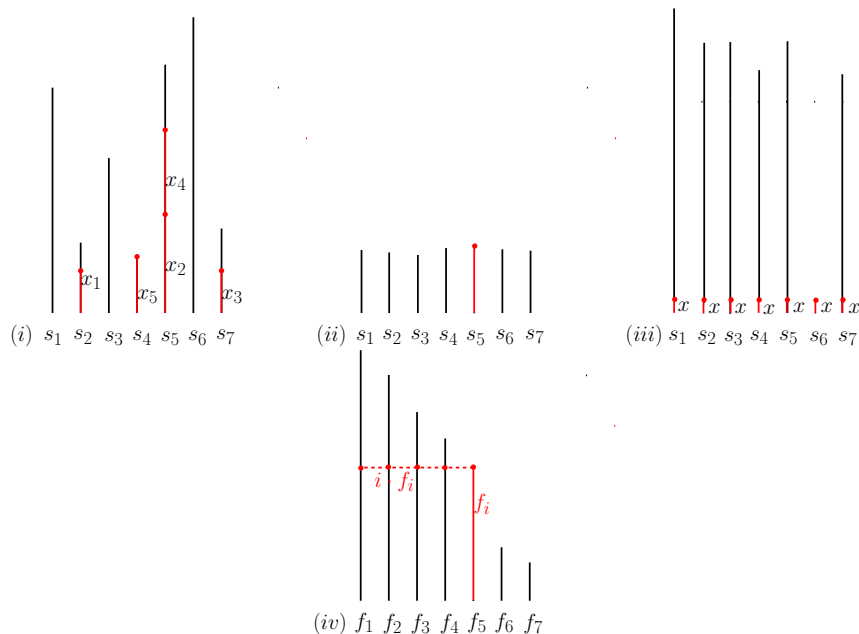 x₄
x₁ x₂ x₅ x₃
(i) s₁ s₂ s₃ s₄ s₅ s₆ s₇
(ii) s₁ s₂ s₃ s₄ s₅ s₆ s₇
x x x x x x x
(iii) s₁ s₂ s₃ s₄ s₅ s₆ s₇
i · fᵢ
fᵢ
(iv) f₁ f₂ f₃ f₄ f₅ f₆ f₇